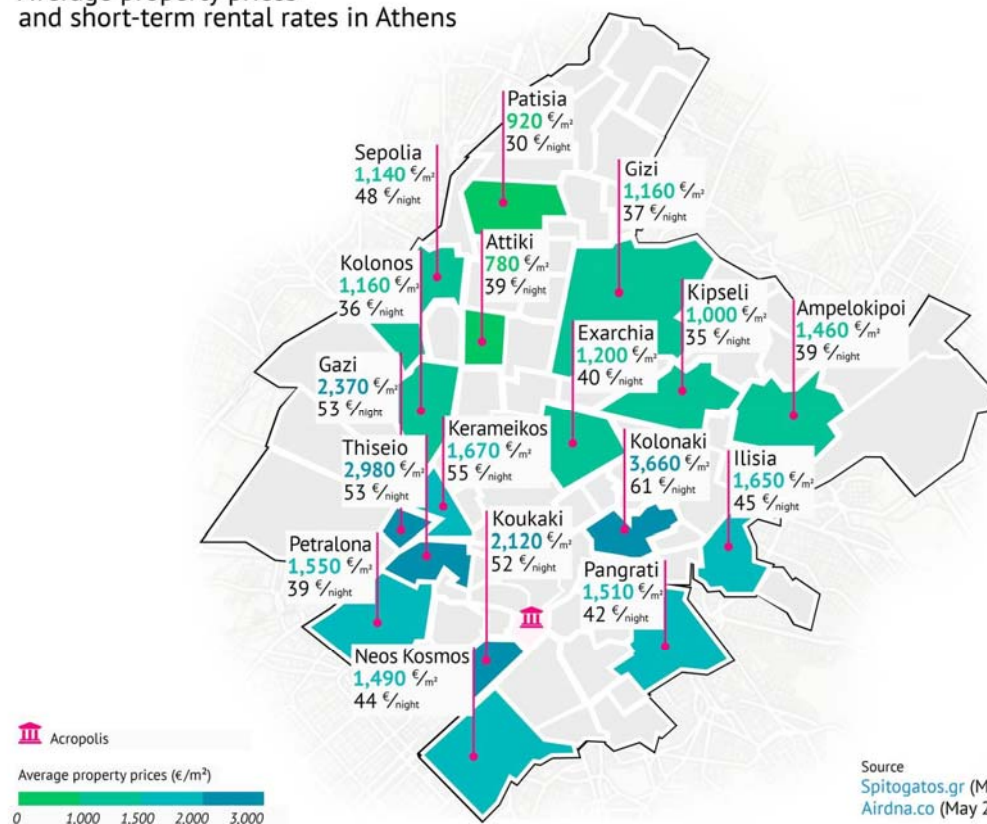 Average property prices
and short-term rental rates in Athens
Patisia
920 €/m²
30 €/night
Sepolia
1,140 €/m²
48 €/night
Gizi
1,160 €/m²
37 €/night
Attiki
780 €/m²
39 €/night
Kolonos
1,160 €/m²
36 €/night
Kipseli
1,000 €/m²
35 €/night
Ampelokipoi
1,460 €/m²
39 €/night
Exarchia
1,200 €/m²
40 €/night
Gazi
2,370 €/m²
53 €/night
Kerameikos
1,670 €/m²
55 €/night
Thiseio
2,980 €/m²
53 €/night
Kolonaki
3,660 €/m²
61 €/night
Ilisia
1,650 €/m²
45 €/night
Koukaki
2,120 €/m²
52 €/night
Petralona
1,550 €/m²
39 €/night
Pangrati
1,510 €/m²
42 €/night
Neos Kosmos
1,490 €/m²
44 €/night
Acropolis
Average property prices (€/m²)
0 1,000 1,500 2,000 3,000
Source
Spitogatos.gr (M
Airdna.co (May 2